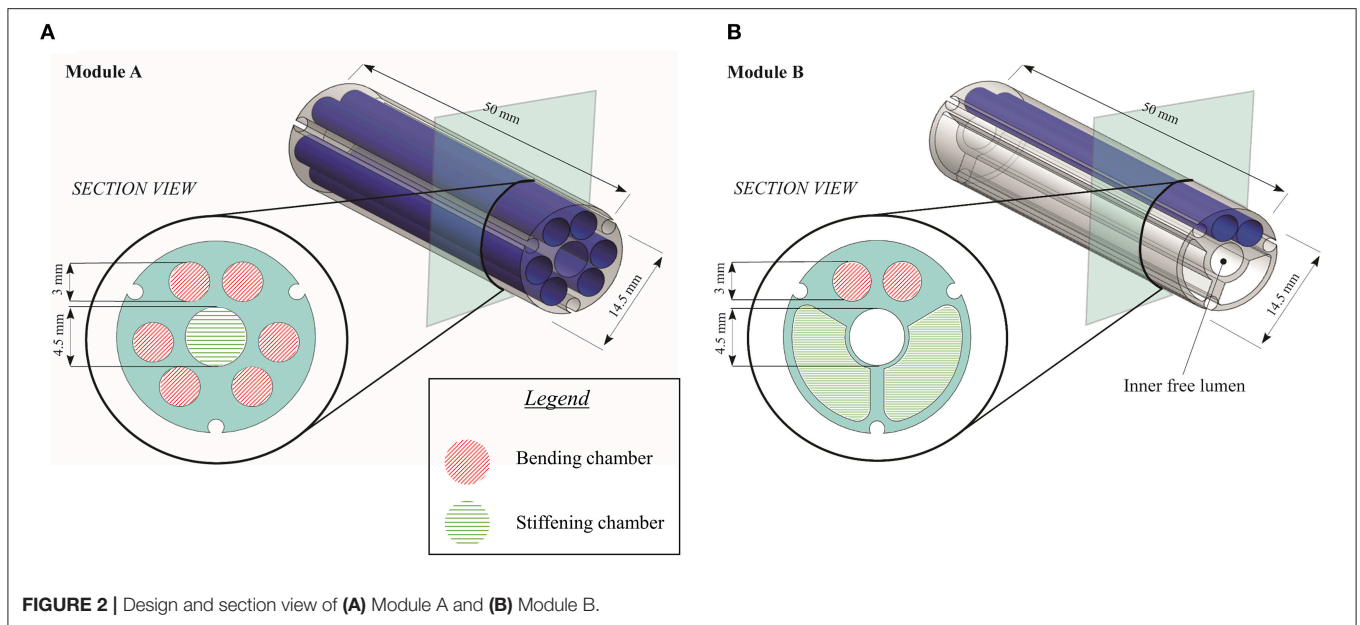 A
Module A
50 mm
SECTION VIEW
3 mm
4.5 mm
14.5 mm
Legend
Bending chamber
Stiffening chamber
B
Module B
50 mm
SECTION VIEW
3 mm
4.5 mm
14.5 mm
Inner free lumen
FIGURE 2 | Design and section view of (A) Module A and (B) Module B.